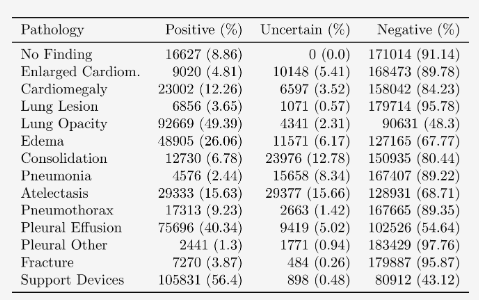 Pathology Positive (%) Uncertain (%) Negative (%)
No Finding 16627 (8.86) 0 (0.0) 171014 (91.14)
Enlarged Cardiom. 9020 (4.81) 10148 (5.41) 168473 (89.78)
Cardiomegaly 23002 (12.26) 6597 (3.52) 158042 (84.23)
Lung Lesion 6856 (3.65) 1071 (0.57) 179714 (95.78)
Lung Opacity 92669 (49.39) 4341 (2.31) 90631 (48.3)
Edema 48905 (26.06) 11571 (6.17) 127165 (67.77)
Consolidation 12730 (6.78) 23976 (12.78) 150935 (80.44)
Pneumonia 4576 (2.44) 15658 (8.34) 167407 (89.22)
Atelectasis 29333 (15.63) 29377 (15.66) 128931 (68.71)
Pneumothorax 17313 (9.23) 2663 (1.42) 167665 (89.35)
Pleural Effusion 75696 (40.34) 9419 (5.02) 102526 (54.64)
Pleural Other 2441 (1.3) 1771 (0.94) 183429 (97.76)
Fracture 7270 (3.87) 484 (0.26) 179887 (95.87)
Support Devices 105831 (56.4) 898 (0.48) 80912 (43.12)